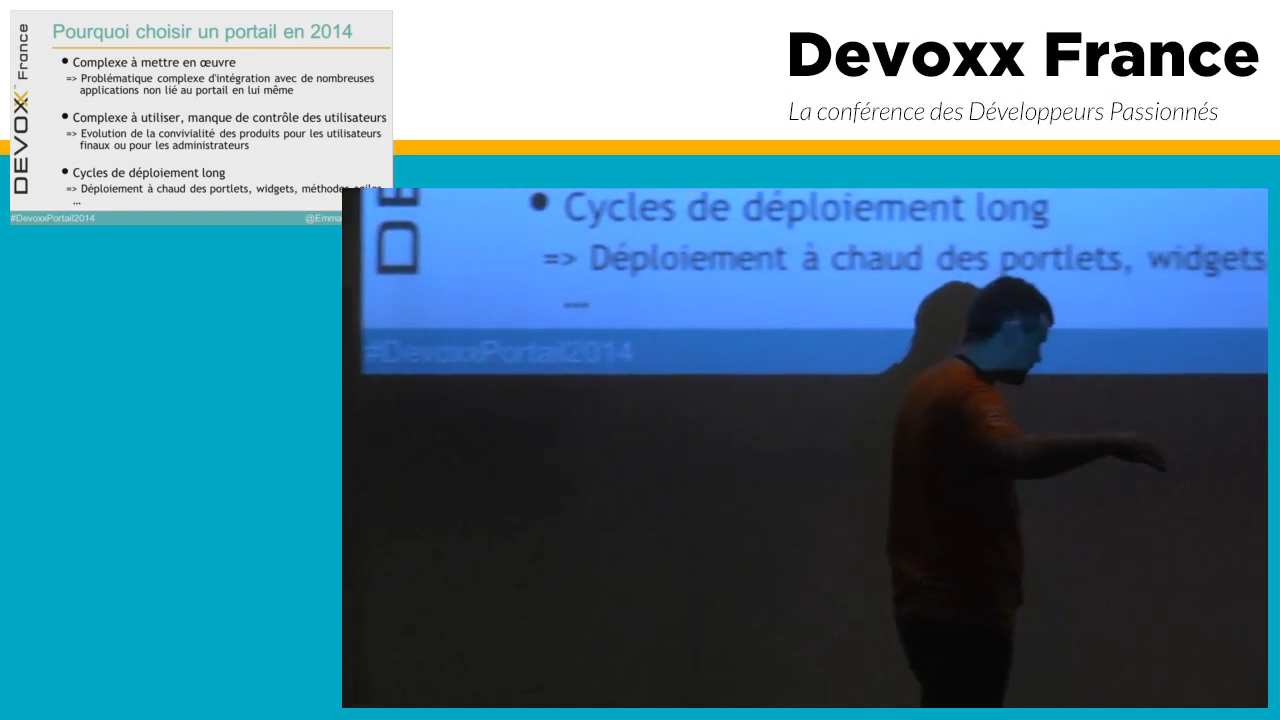 Pourquoi choisir un portail en 2014
DEVOXX™ France
• Complexe à mettre en œuvre
=> Problématique complexe d'intégration avec de nombreuses
applications non lié au portail en lui même
• Complexe à utiliser, manque de contrôle des utilisateurs
=> Evolution de la convivialité des produits pour les utilisateurs
finaux ou pour les administrateurs
• Cycles de déploiement long
=> Déploiement à chaud des portlets, widgets, méthodes
...
#DevoxxPortail2014
Devoxx France
La conférence des Développeurs Passionnés
• Cycles de déploiement long
=> Déploiement à chaud des portlets, widgets
...
#DevoxxPortail2014